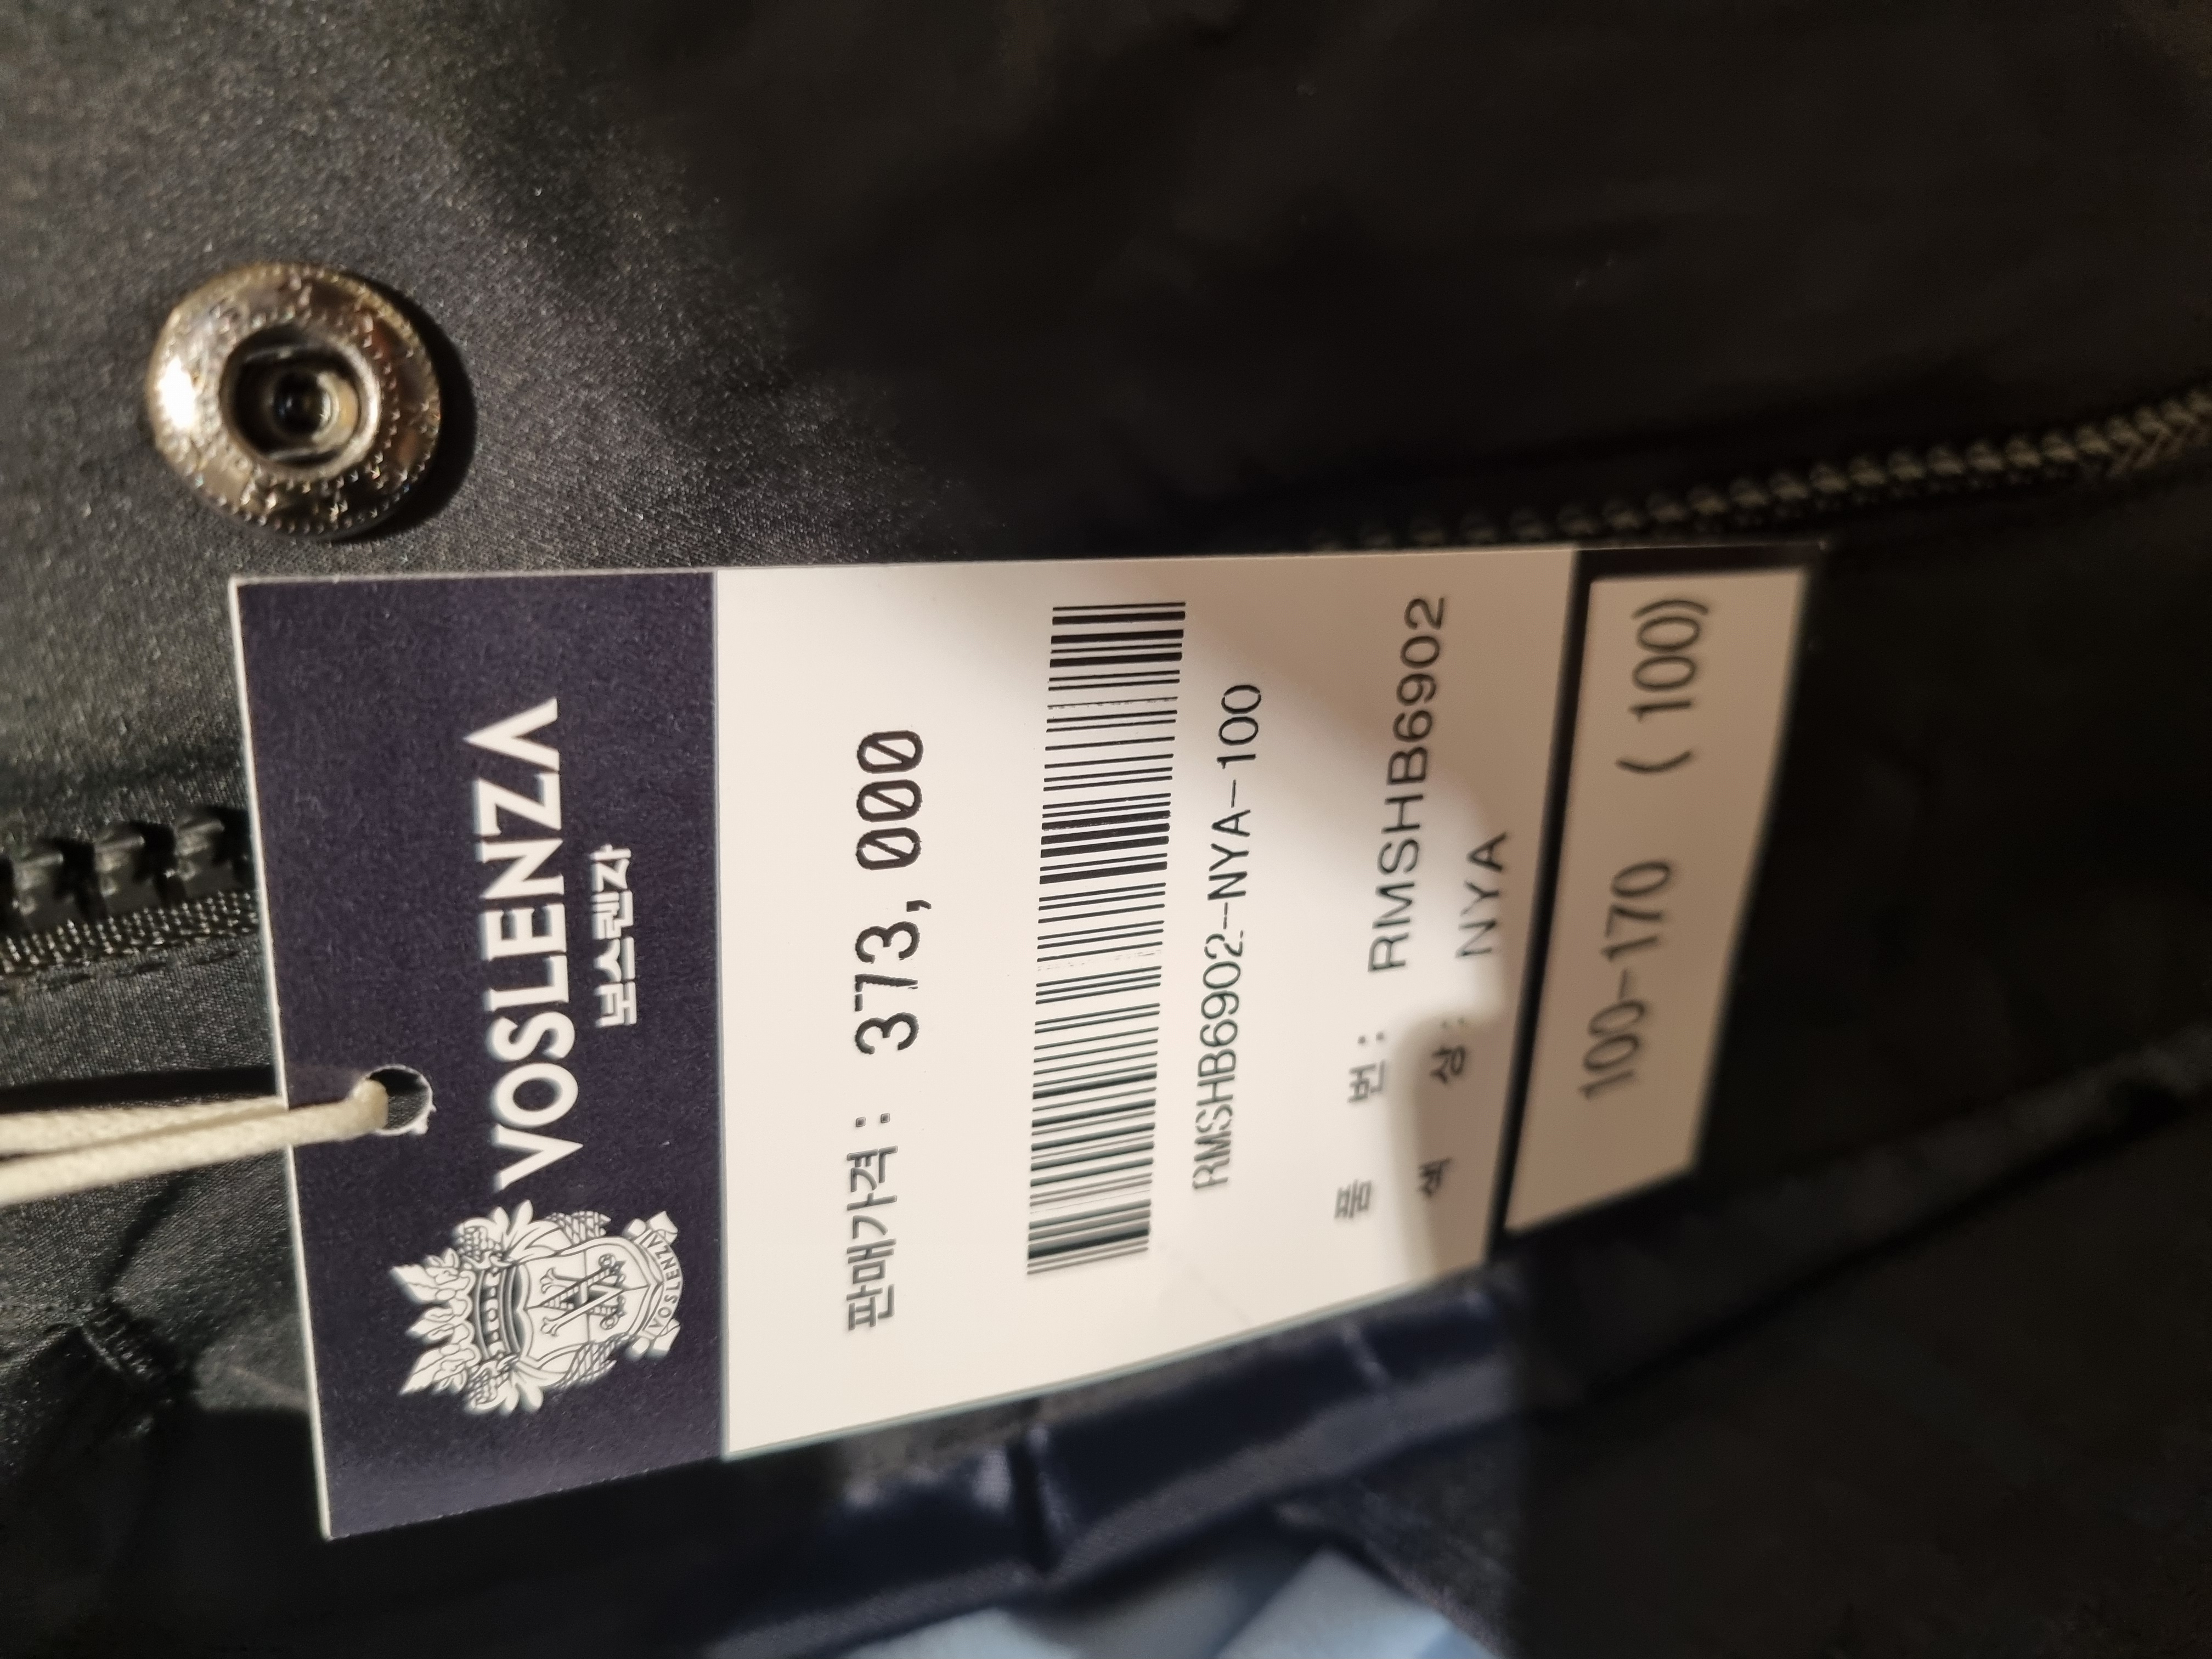 VOSLENZA
VOSLENZA
보스렌자
판매가격 : 373,000
RMSHB6902-NYA-100
품 번 : RMSHB6902
색 상 : NYA
100-170 ( 100)